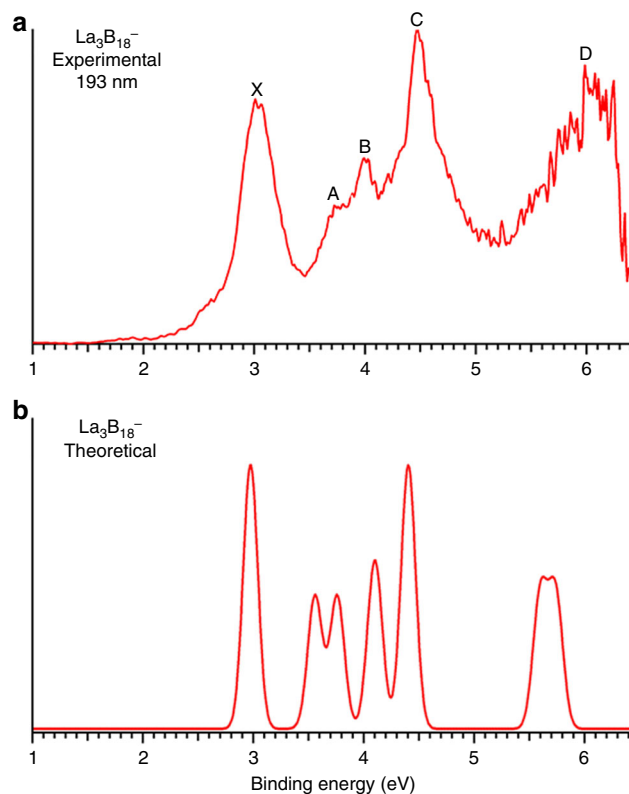 a
La₃B₁₈⁻
Experimental
193 nm
X
A
B
C
D
1 2 3 4 5 6
b
La₃B₁₈⁻
Theoretical
1 2 3 4 5 6
Binding energy (eV)